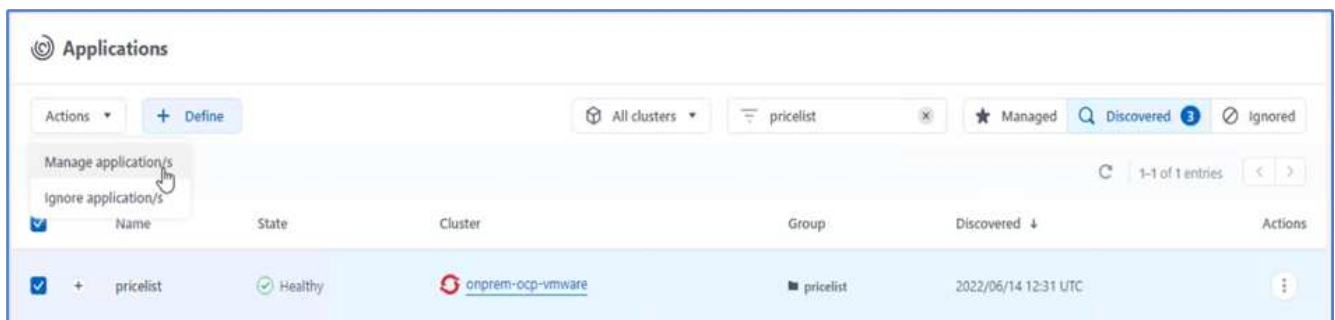 Applications
Actions + Define All clusters pricelist Managed Discovered 3 Ignored
Manage application/s
1-1 of 1 entries
Ignore application/s
Name State Cluster Group Discovered ↓ Actions
+ pricelist Healthy onprem-ocp-vmware pricelist 2022/06/14 12:31 UTC